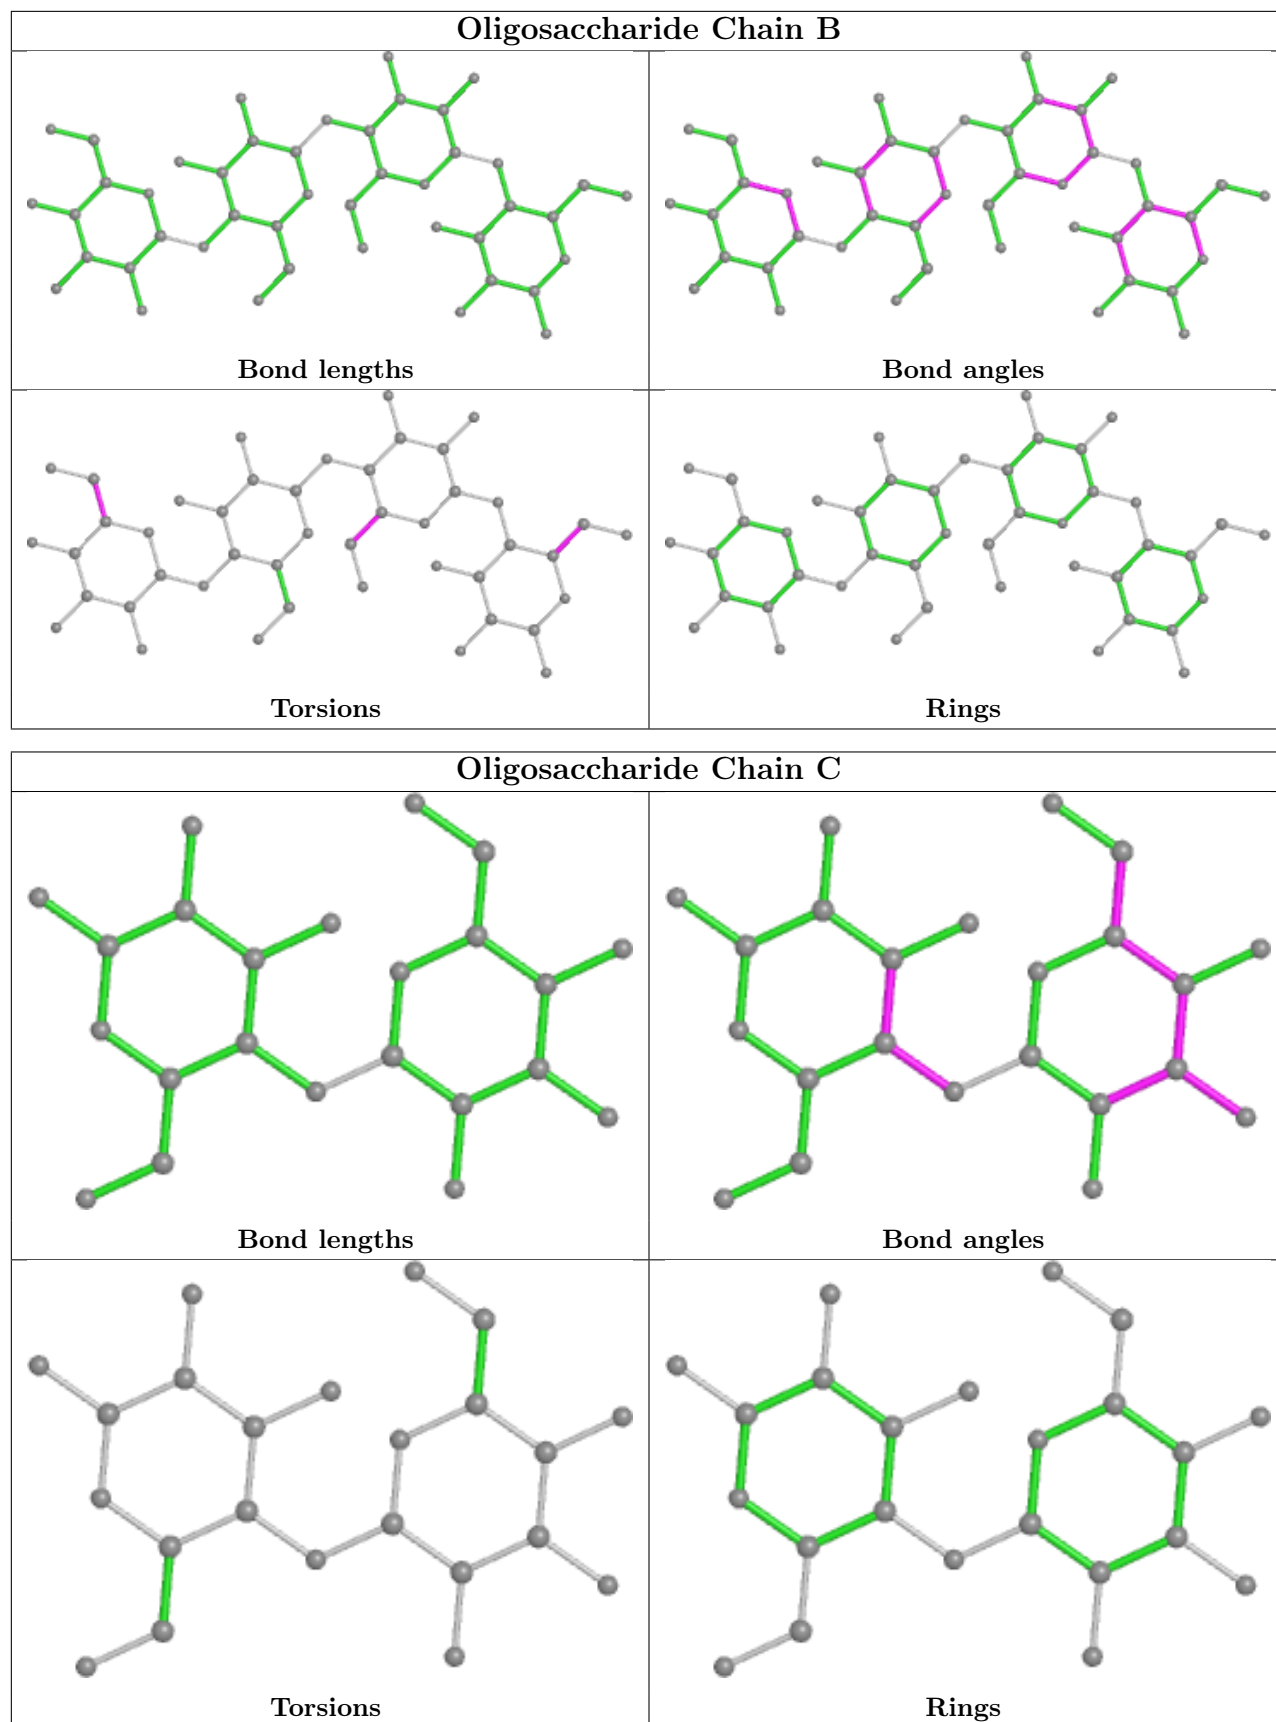 Oligosaccharide Chain B
Bond lengths
Bond angles
Torsions
Rings
Oligosaccharide Chain C
Bond lengths
Bond angles
Torsions
Rings